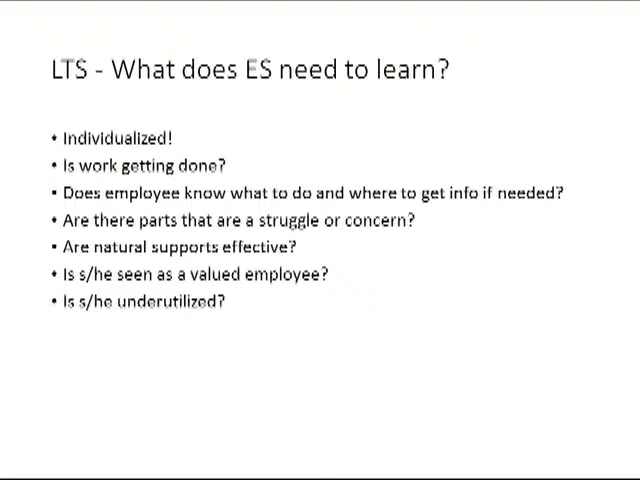 LTS - What does ES need to learn?
• Individualized!
• Is work getting done?
• Does employee know what to do and where to get info if needed?
• Are there parts that are a struggle or concern?
• Are natural supports effective?
• Is s/he seen as a valued employee?
• Is s/he underutilized?